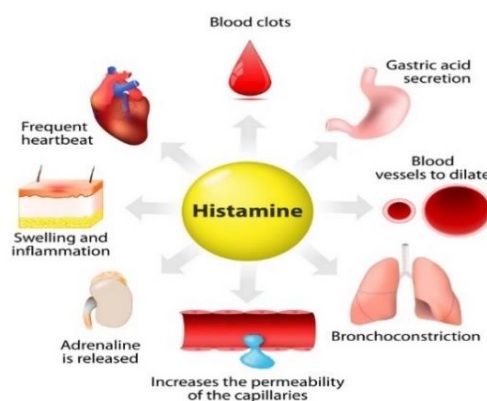 Blood clots
Gastric acid
secretion
Frequent
heartbeat
Blood
vessels to dilate
Histamine
Swelling and
inflammation
Bronchoconstriction
Adrenaline
is released
Increases the permeability
of the capillaries